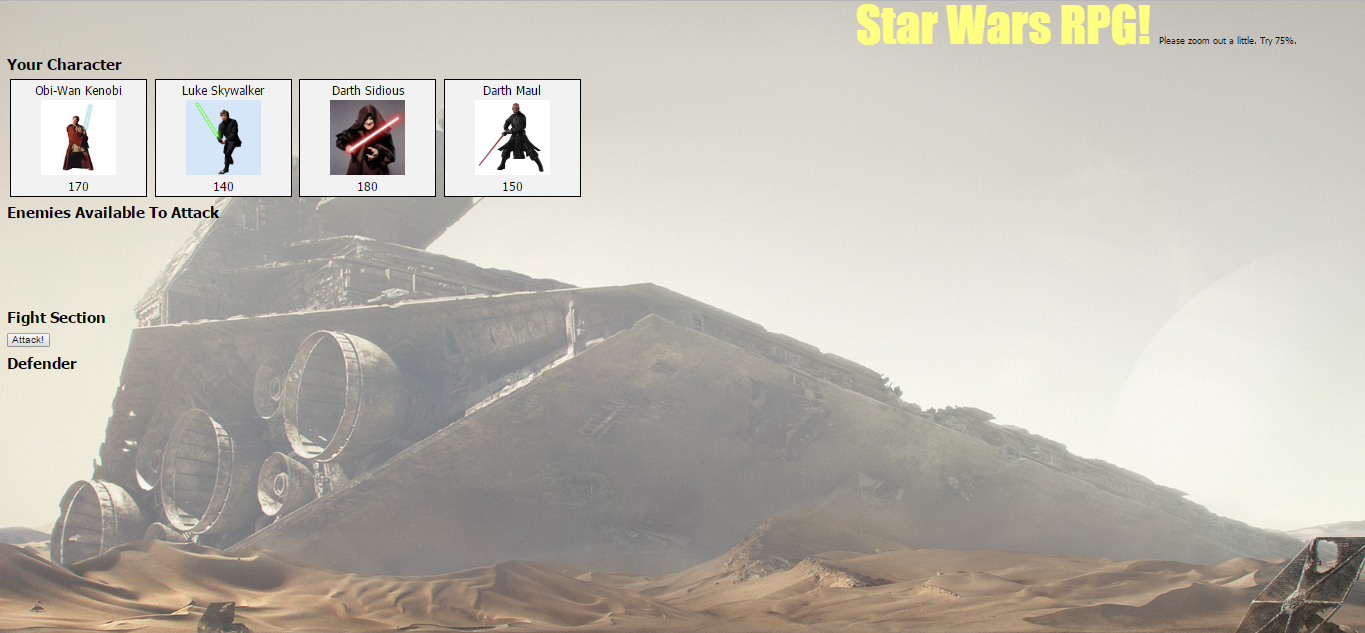 Star Wars RPG! Please zoom out a little. Try 75%.
Your Character
Obi-Wan Kenobi Luke Skywalker Darth Sidious Darth Maul
170 140 180 150
Enemies Available To Attack
Fight Section
Attack!
Defender